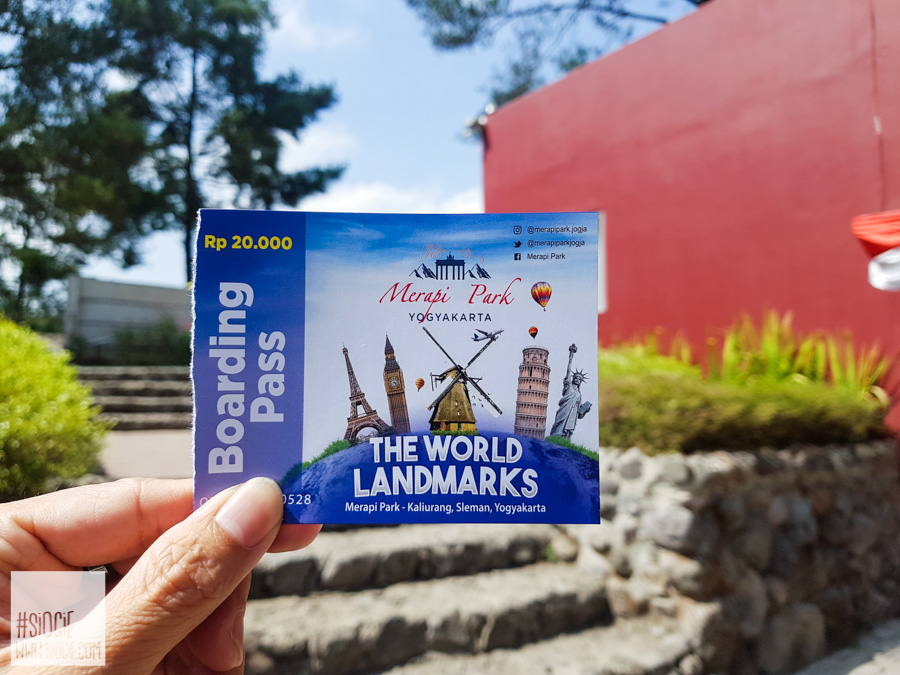 Rp 20.000
Boarding
Pass
@merapipark.jogja
@merapiparkjogja
Merapi Park
Merapi Park
YOGYAKARTA
THE WORLD
LANDMARKS
Merapi Park - Kaliurang, Sleman, Yogyakarta
0528
#SiOCiE
WWW.SIOCIE.COM